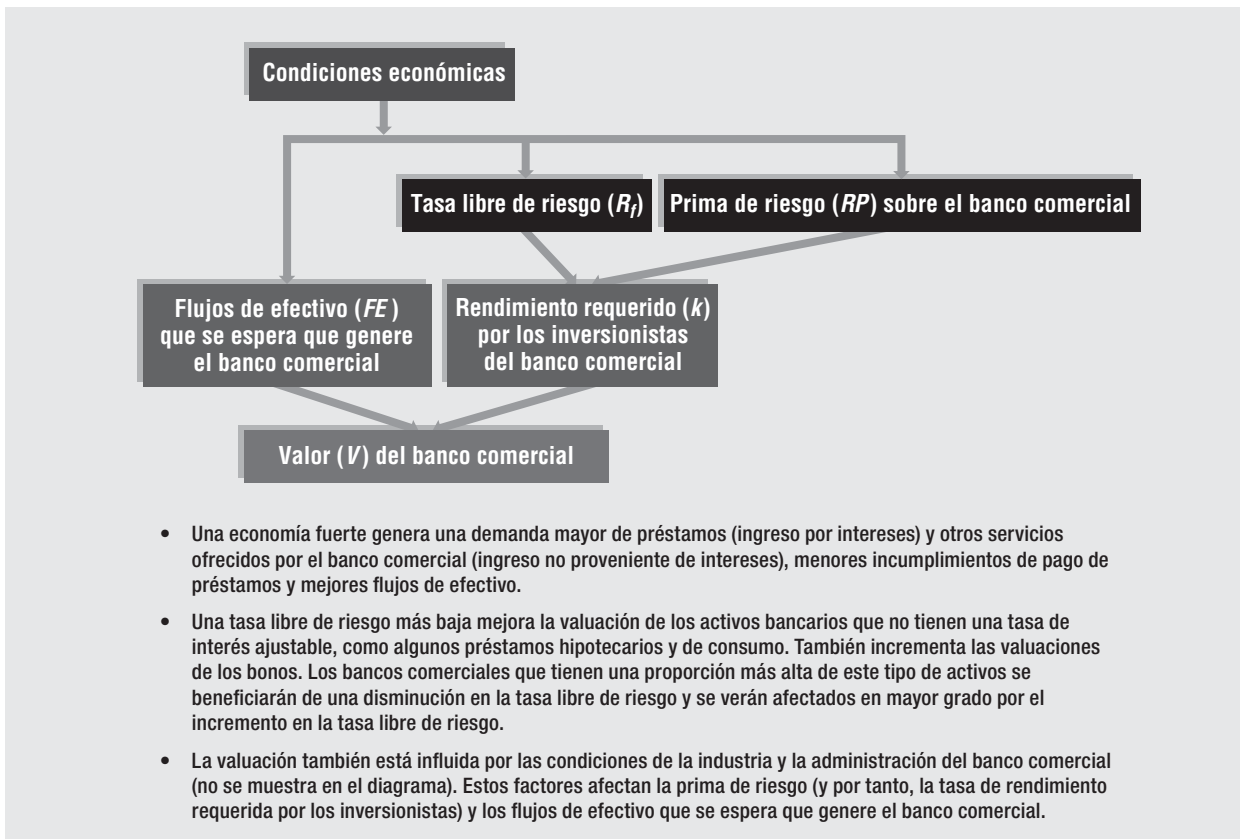 Condiciones económicas
Tasa libre de riesgo (Rf)
Prima de riesgo (RP) sobre el banco comercial
Flujos de efectivo (FE)
que se espera que genere
el banco comercial
Rendimiento requerido (k)
por los inversionistas
del banco comercial
Valor (V) del banco comercial
• Una economía fuerte genera una demanda mayor de préstamos (ingreso por intereses) y otros servicios
ofrecidos por el banco comercial (ingreso no proveniente de intereses), menores incumplimientos de pago de
préstamos y mejores flujos de efectivo.
• Una tasa libre de riesgo más baja mejora la valuación de los activos bancarios que no tienen una tasa de
interés ajustable, como algunos préstamos hipotecarios y de consumo. También incrementa las valuaciones
de los bonos. Los bancos comerciales que tienen una proporción más alta de este tipo de activos se
beneficiarán de una disminución en la tasa libre de riesgo y se verán afectados en mayor grado por el
incremento en la tasa libre de riesgo.
• La valuación también está influida por las condiciones de la industria y la administración del banco comercial
(no se muestra en el diagrama). Estos factores afectan la prima de riesgo (y por tanto, la tasa de rendimiento
requerida por los inversionistas) y los flujos de efectivo que se espera que genere el banco comercial.